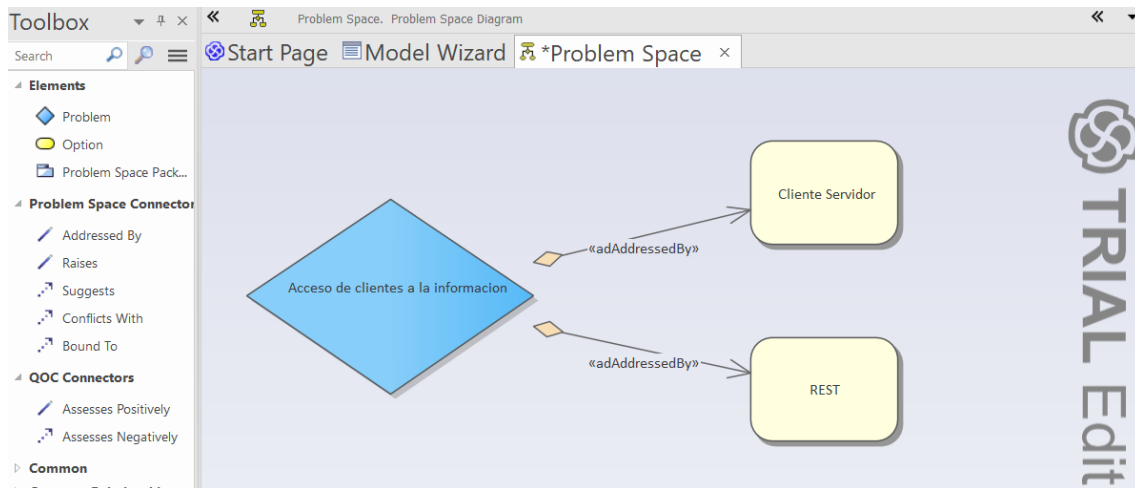 Toolbox
Problem Space. Problem Space Diagram
Search
Start Page
Model Wizard
*Problem Space
Elements
Problem
Option
Problem Space Pack...
Problem Space Connector
Addressed By
Raises
Suggests
Conflicts With
Bound To
QOC Connectors
Assesses Positively
Assesses Negatively
Common
Acceso de clientes a la informacion
«adAddressedBy»
«adAddressedBy»
Cliente Servidor
REST
TRIAL Edit